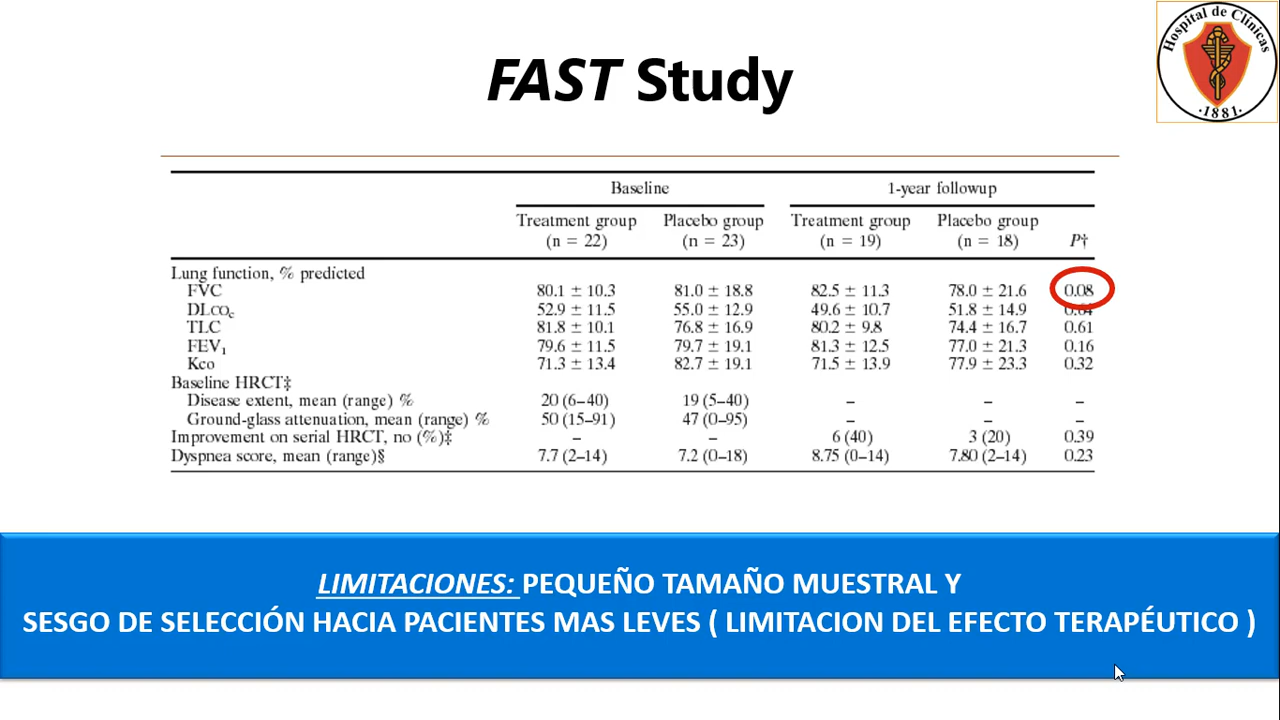 Hospital de Clínicas
·1881·
FAST Study
Baseline 1-year followup
Treatment group Placebo group Treatment group Placebo group
(n = 22) (n = 23) (n = 19) (n = 18) P†
Lung function, % predicted
FVC 80.1 ± 10.3 81.0 ± 18.8 82.5 ± 11.3 78.0 ± 21.6 0.08
DLcoc 52.9 ± 11.5 55.0 ± 12.9 49.6 ± 10.7 51.8 ± 14.9
TLC 81.8 ± 10.1 76.8 ± 16.9 80.2 ± 9.8 74.4 ± 16.7 0.61
FEV1 79.6 ± 11.5 79.7 ± 19.1 81.3 ± 12.5 77.0 ± 21.3 0.16
Kco 71.3 ± 13.4 82.7 ± 19.1 71.5 ± 13.9 77.9 ± 23.3 0.32
Baseline HRCT‡
Disease extent, mean (range) % 20 (6–40) 19 (5–40) – – –
Ground-glass attenuation, mean (range) % 50 (15–91) 47 (0–95) – – –
Improvement on serial HRCT, no (%)‡ – – 6 (40) 3 (20) 0.39
Dyspnea score, mean (range)§ 7.7 (2–14) 7.2 (0–18) 8.75 (0–14) 7.80 (2–14) 0.23
LIMITACIONES: PEQUEÑO TAMAÑO MUESTRAL Y
SESGO DE SELECCIÓN HACIA PACIENTES MAS LEVES ( LIMITACION DEL EFECTO TERAPÉUTICO )